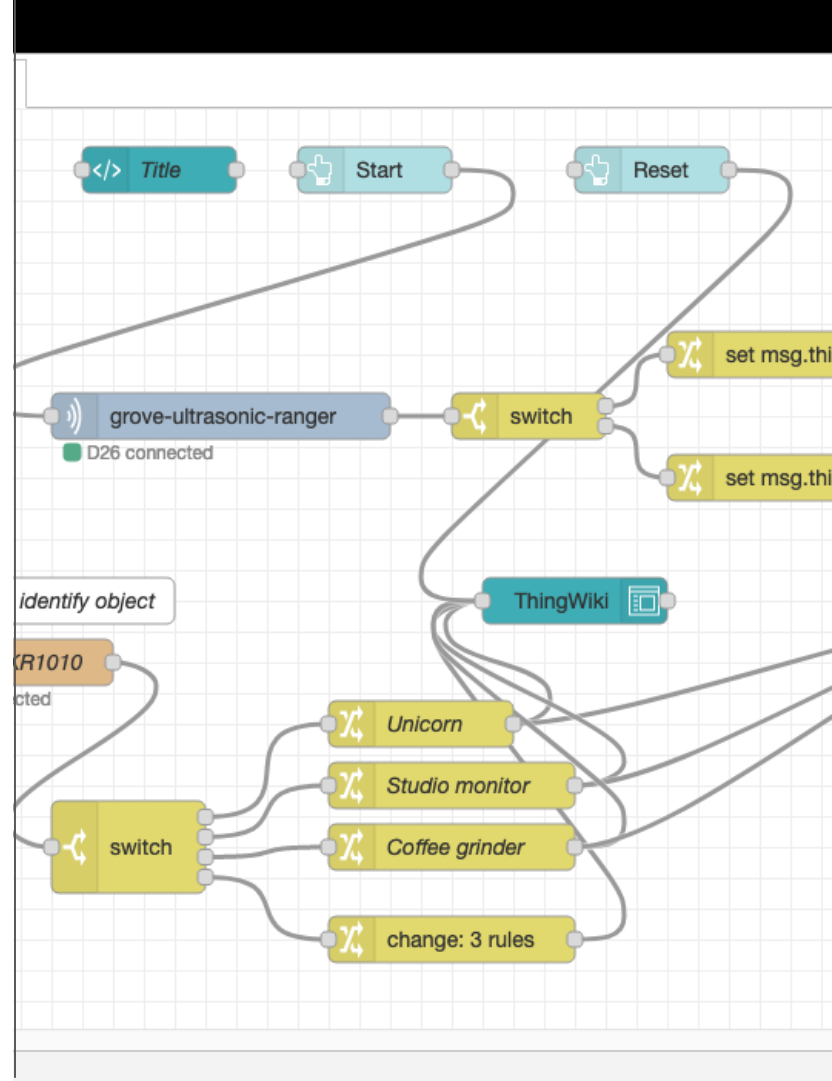 Title
Start
Reset
set msg.thi
grove-ultrasonic-ranger
switch
D26 connected
set msg.thi
identify object
ThingWiki
KR1010
cted
Unicorn
Studio monitor
switch
Coffee grinder
change: 3 rules